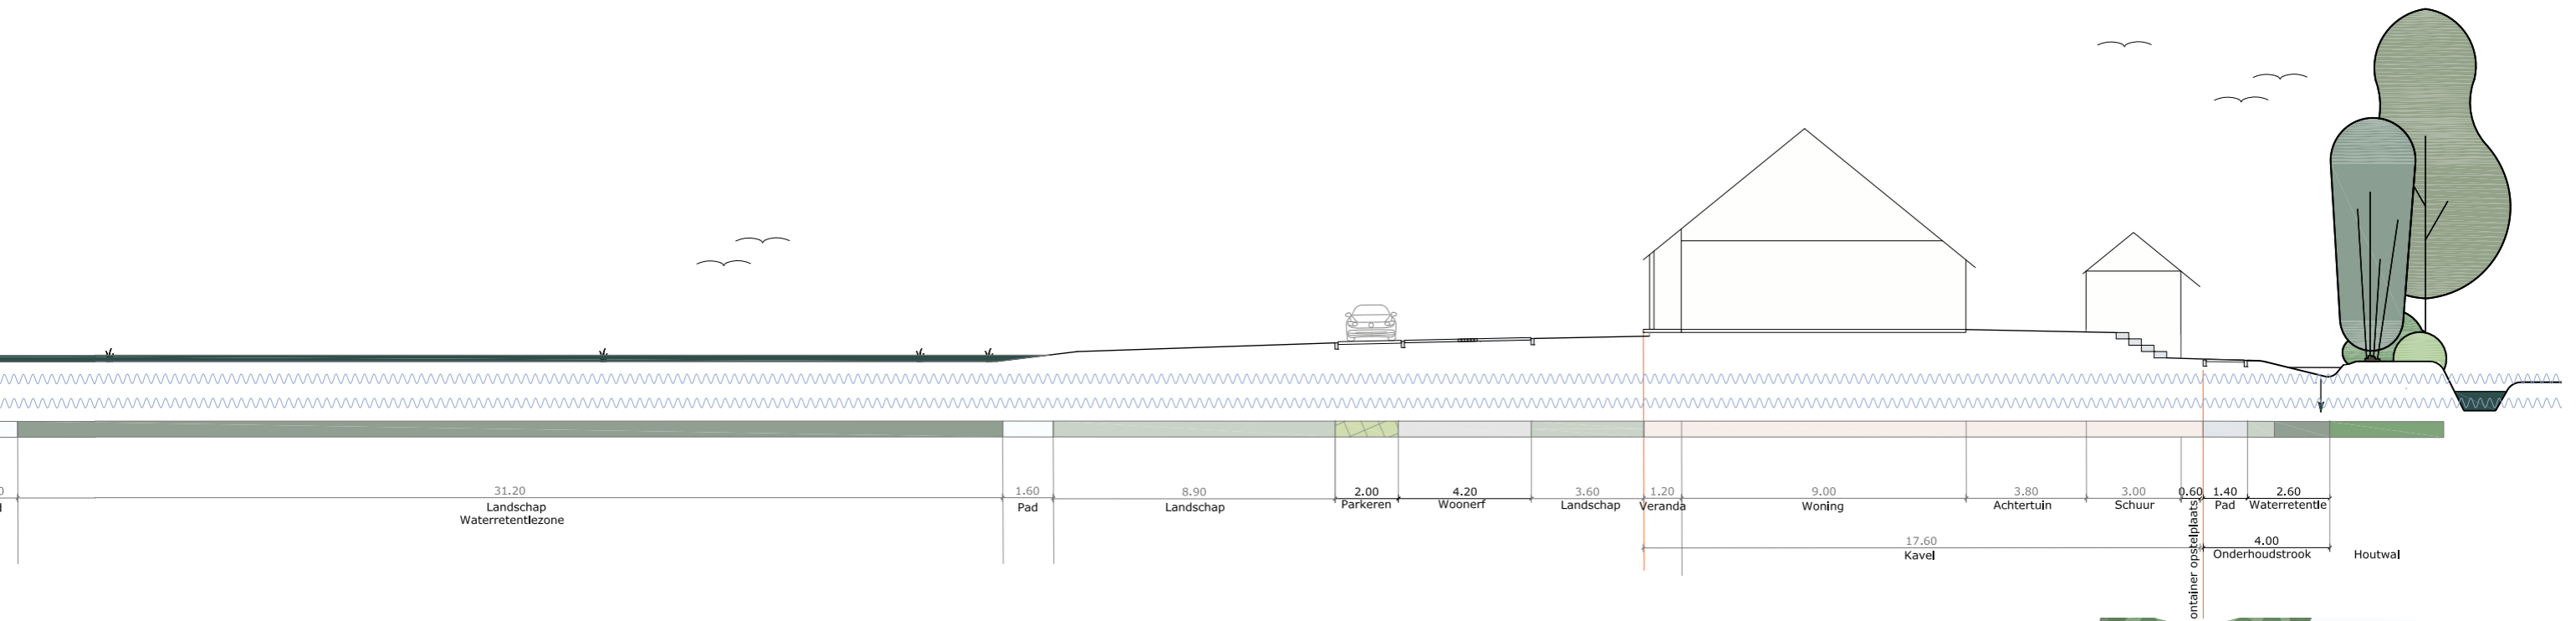 31.20
Landschap
Waterretentiezone
1.60
Pad
8.90
Landschap
2.00
Parkeren
4.20
Woonerf
3.60
Landschap
1.20
Veranda
9.00
Woning
3.80
Achtertuin
3.00
Schuur
0.60
ontainer opstelplaats
1.40
Pad
2.60
Waterretentie
17.60
Kavel
4.00
Onderhoudstrook
Houtwal